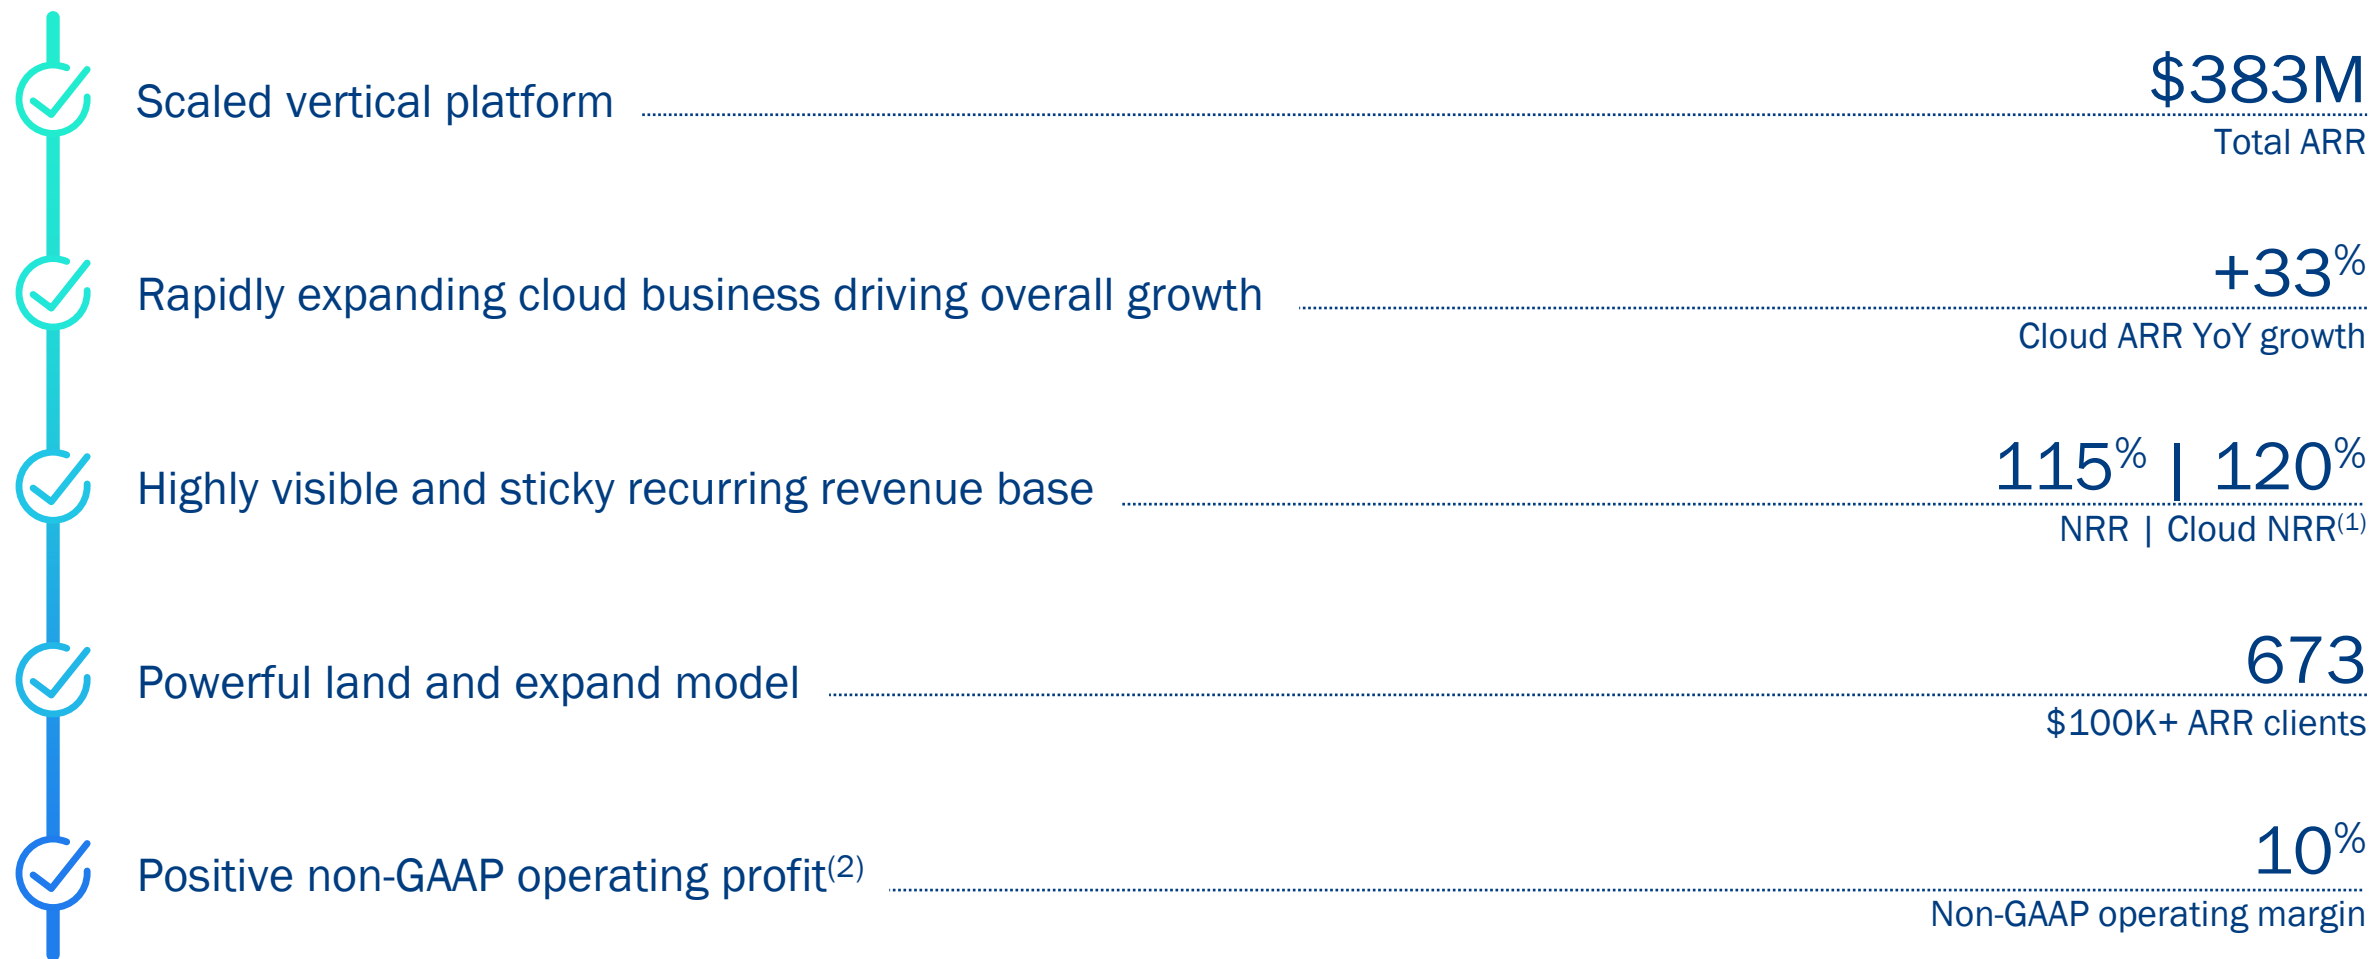 Scaled vertical platform
$383M
Total ARR
Rapidly expanding cloud business driving overall growth
+33%
Cloud ARR YoY growth
Highly visible and sticky recurring revenue base
115% | 120%
NRR | Cloud NRR(1)
Powerful land and expand model
673
$100K+ ARR clients
Positive non-GAAP operating profit(2)
10%
Non-GAAP operating margin